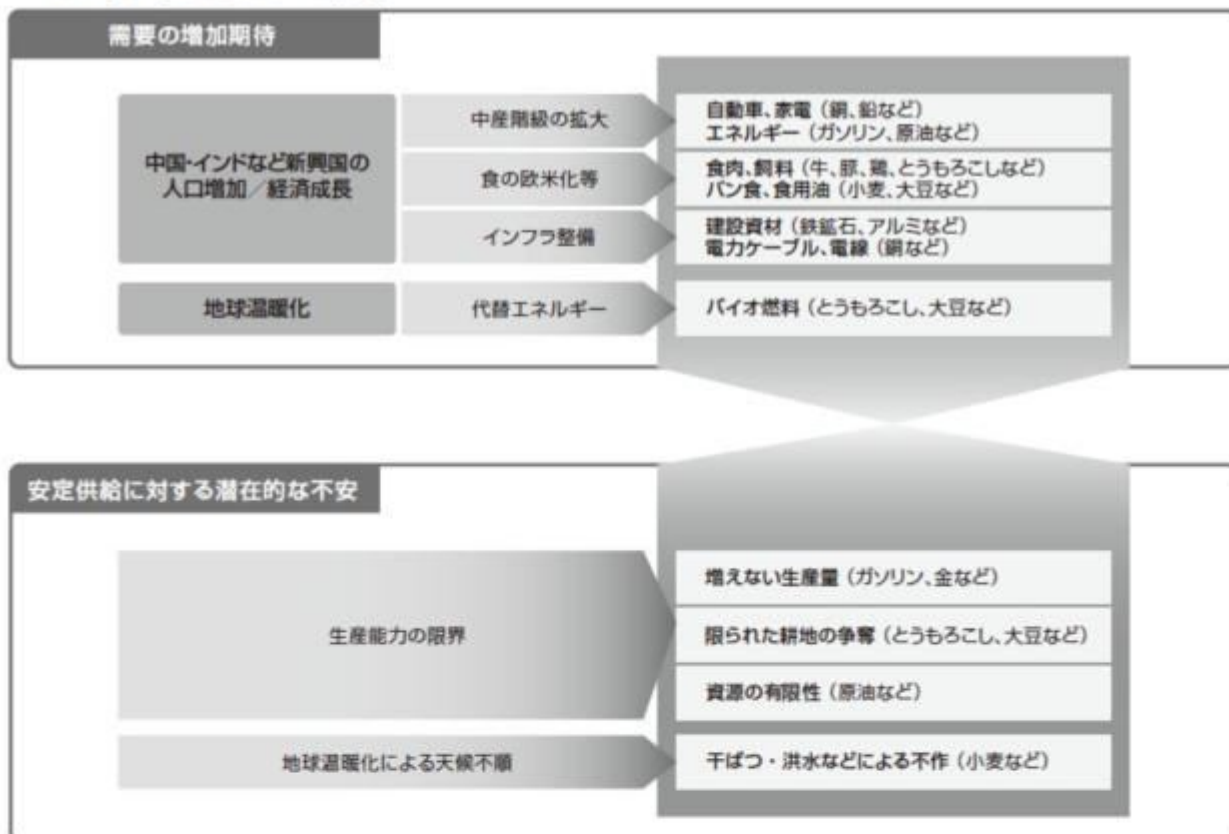 需要の増加期待
中国・インドなど新興国の
人口増加／経済成長
中産階級の拡大
自動車、家電（銅、鉛など）
エネルギー（ガソリン、原油など）
食の欧米化等
食肉、飼料（牛、豚、鶏、とうもろこしなど）
パン食、食用油（小麦、大豆など）
インフラ整備
建設資材（鉄鉱石、アルミなど）
電力ケーブル、電線（銅など）
地球温暖化
代替エネルギー
バイオ燃料（とうもろこし、大豆など）
安定供給に対する潜在的な不安
生産能力の限界
増えない生産量（ガソリン、金など）
限られた耕地の争奪（とうもろこし、大豆など）
資源の有限性（原油など）
地球温暖化による天候不順
干ばつ・洪水などによる不作（小麦など）